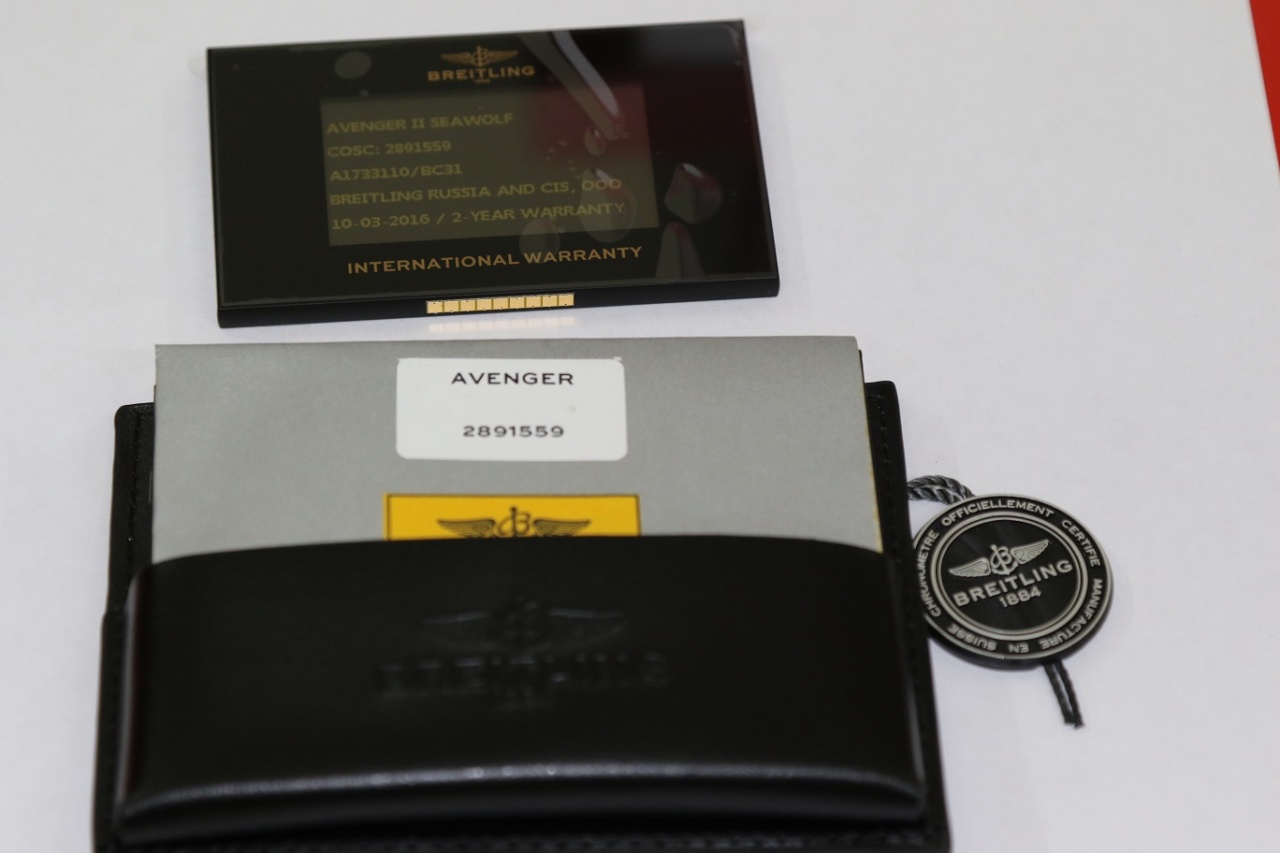 BREITLING
1884
AVENGER II SEAWOLF
COSC: 2891559
A1733110/BC31
BREITLING RUSSIA AND CIS, OOO
10-03-2016 / 2-YEAR WARRANTY
INTERNATIONAL WARRANTY
AVENGER
2891559
BREITLING
CHRONOMETRE OFFICIELLEMENT CERTIFIE
BREITLING
1884
MANUFACTURE EN SUISSE